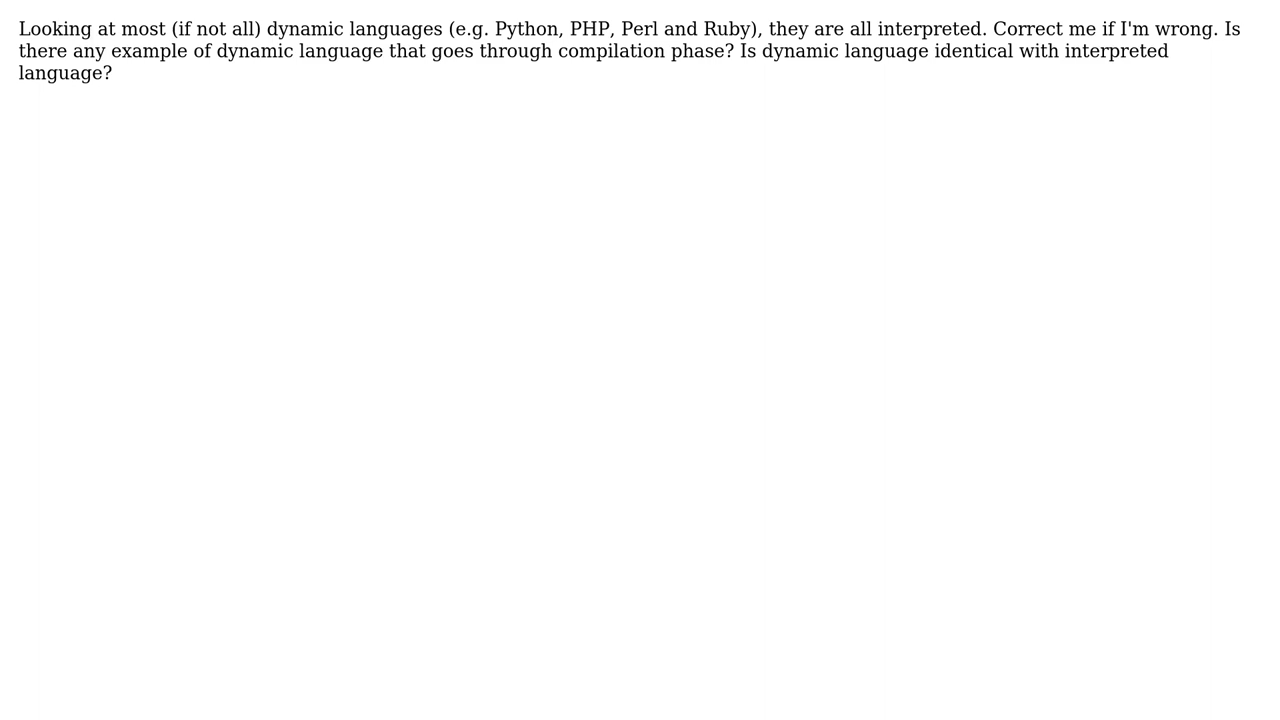 Looking at most (if not all) dynamic languages (e.g. Python, PHP, Perl and Ruby), they are all interpreted. Correct me if I'm wrong. Is
there any example of dynamic language that goes through compilation phase? Is dynamic language identical with interpreted
language?